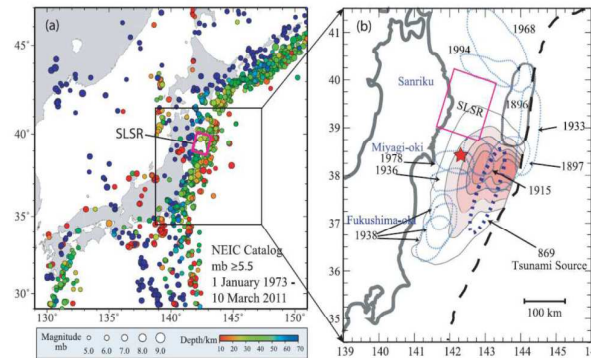 (a)
45°
40°
35°
30°
130°
135°
140°
145°
150°
SLSR
NEIC Catalog
mb ≥5.5
1 January 1973 -
10 March 2011
Magnitude
mb
5.0 6.0 7.0 8.0 9.0
Depth/km
10 20 30 40 50 60 70
(b)
1968
1994
41
40
39
38
37
36
Sanriku
SLSR
1896
1933
Miyagi-oki
1978
1936
1897
1915
Fukushima-oki
1938
869
Tsunami Source
100 km
139 140 141 142 143 144 145 146